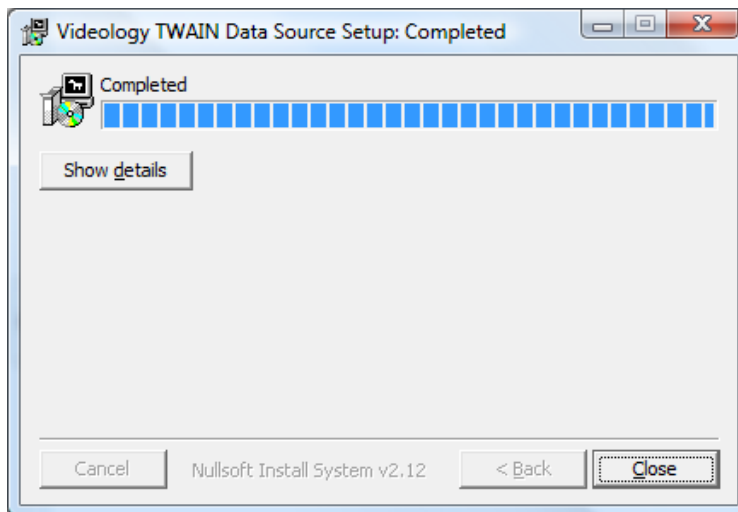 Videology TWAIN Data Source Setup: Completed
Completed
Show details
Cancel
Nullsoft Install System v2.12
< Back
Close